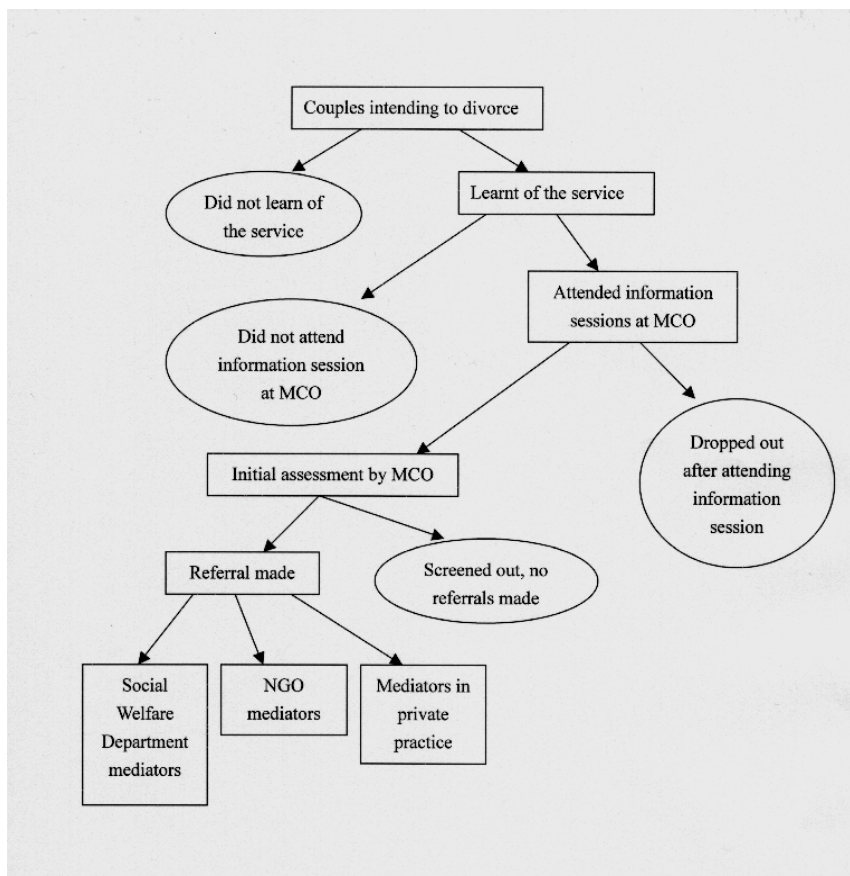 Couples intending to divorce
Did not learn of
the service
Learnt of the service
Did not attend
information session
at MCO
Attended information
sessions at MCO
Dropped out
after attending
information
session
Initial assessment by MCO
Screened out, no
referrals made
Referral made
Social
Welfare
Department
mediators
NGO
mediators
Mediators in
private
practice